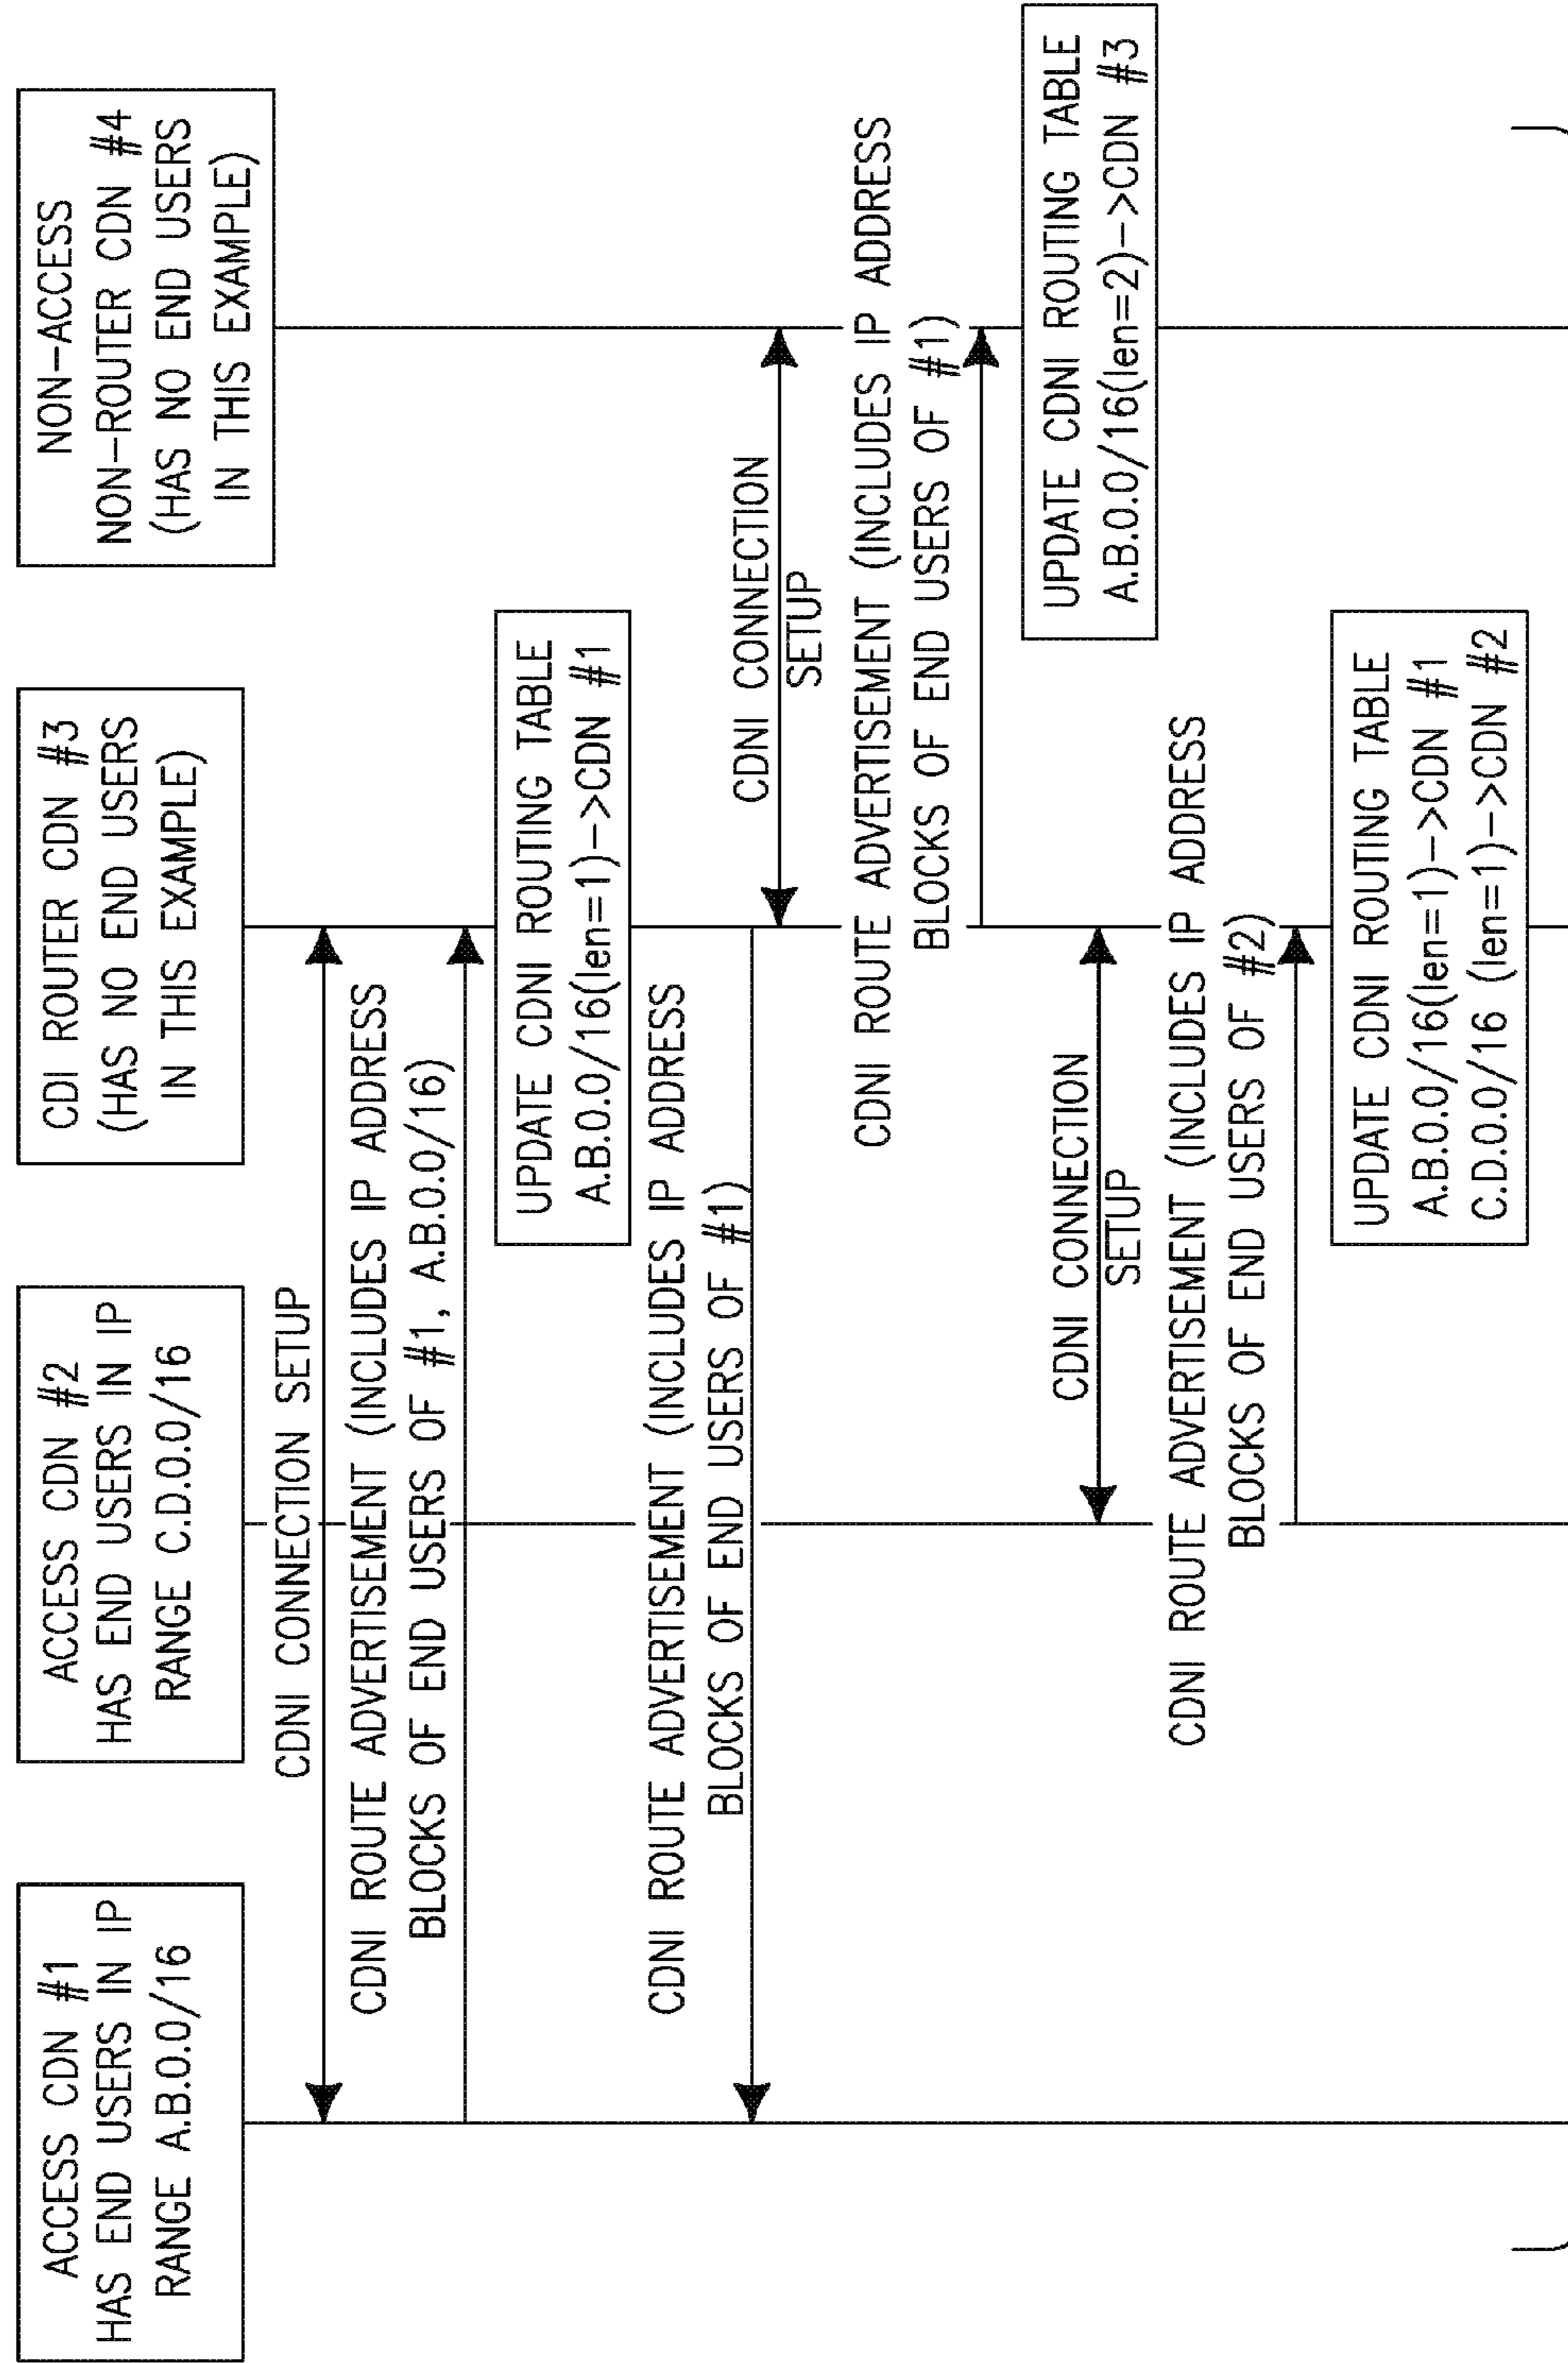 ACCESS CDN #1
HAS END USERS IN IP
RANGE A.B.0.0/16
ACCESS CDN #2
HAS END USERS IN IP
RANGE C.D.0.0/16
CDI ROUTER CDN #3
(HAS NO END USERS
IN THIS EXAMPLE)
NON-ACCESS
NON-ROUTER CDN #4
(HAS NO END USERS
IN THIS EXAMPLE)
CDNI CONNECTION SETUP
CDNI ROUTE ADVERTISEMENT (INCLUDES IP ADDRESS
BLOCKS OF END USERS OF #1, A.B.0.0/16)
UPDATE CDNI ROUTING TABLE
A.B.0.0/16(len=1)->CDN #1
CDNI ROUTE ADVERTISEMENT (INCLUDES IP ADDRESS
BLOCKS OF END USERS OF #1)
CDNI CONNECTION
SETUP
CDNI ROUTE ADVERTISEMENT (INCLUDES IP ADDRESS
BLOCKS OF END USERS OF #1)
UPDATE CDNI ROUTING TABLE
A.B.0.0/16(len=2)->CDN #3
CDNI CONNECTION
SETUP
CDNI ROUTE ADVERTISEMENT (INCLUDES IP ADDRESS
BLOCKS OF END USERS OF #2)
UPDATE CDNI ROUTING TABLE
A.B.0.0/16(len=1)->CDN #1
C.D.0.0/16 (len=1)->CDN #2